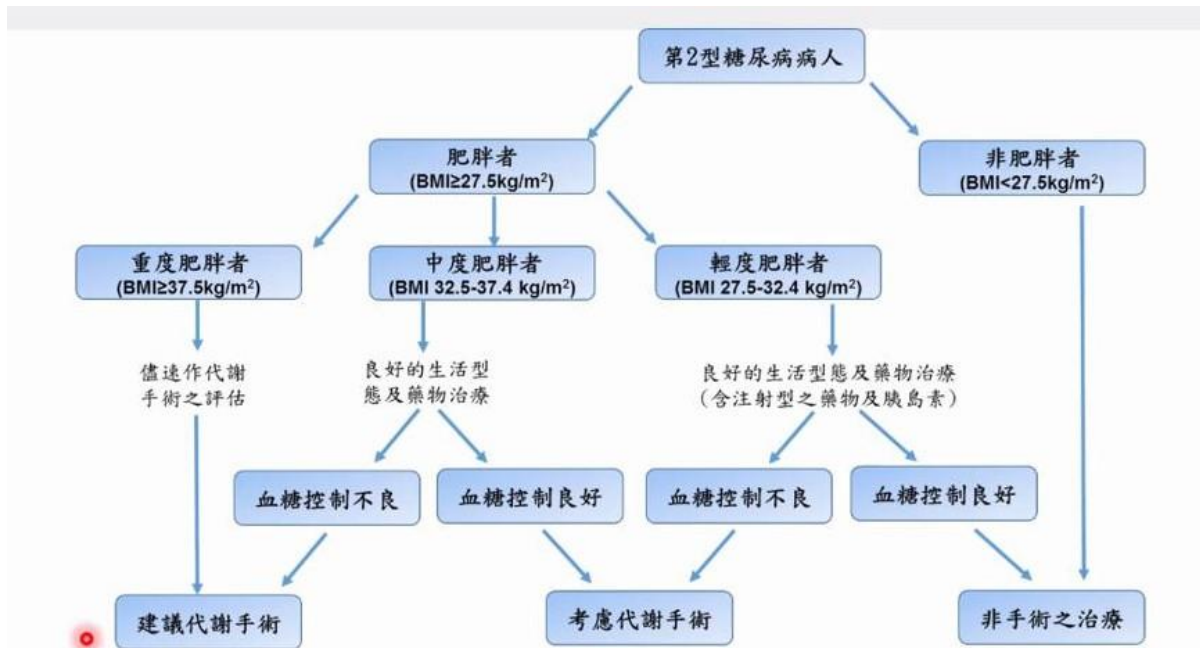 第2型糖尿病病人
肥胖者
(BMI≥27.5kg/m²)
非肥胖者
(BMI<27.5kg/m²)
重度肥胖者
(BMI≥37.5kg/m²)
中度肥胖者
(BMI 32.5-37.4 kg/m²)
輕度肥胖者
(BMI 27.5-32.4 kg/m²)
儘速作代謝
手術之評估
良好的生活型
態及藥物治療
良好的生活型態及藥物治療
(含注射型之藥物及胰島素)
血糖控制不良
血糖控制良好
血糖控制不良
血糖控制良好
建議代謝手術
考慮代謝手術
非手術之治療